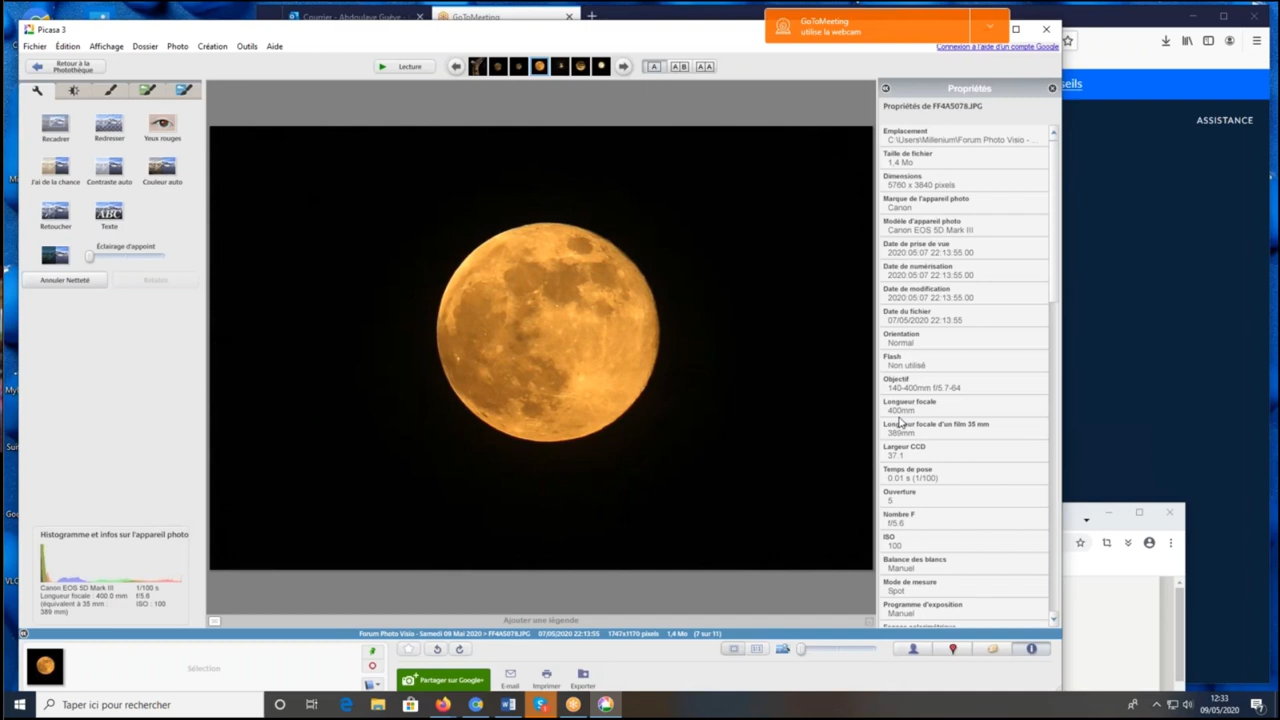 Courrier - Abdoulaye Guèye
GoToMeeting
Picasa 3
GoToMeeting
utilise la webcam
Fichier Édition Affichage Dossier Photo Création Outils Aide
Connexion à l'aide d'un compte Google
Retour à la
Photothèque
Lecture
A AB AA
Propriétés
seils
ASSISTANCE
Propriétés de FF4A5078.JPG
Recadrer Redresser Yeux rouges
J'ai de la chance Contraste auto Couleur auto
ABC
Retoucher Texte
Éclairage d'appoint
Annuler Netteté Rétablir
Emplacement
C:\Users\Millenium\Forum Photo Visio - ...
Taille de fichier
1,4 Mo
Dimensions
5760 x 3840 pixels
Marque de l'appareil photo
Canon
Modèle d'appareil photo
Canon EOS 5D Mark III
Date de prise de vue
2020:05:07 22:13:55.00
Date de numérisation
2020:05:07 22:13:55.00
Date de modification
2020:05:07 22:13:55.00
Date du fichier
07/05/2020 22:13:55
Orientation
Normal
Flash
Non utilisé
Objectif
140-400mm f/5.7-64
Longueur focale
400mm
Longueur focale d'un film 35 mm
389mm
Largeur CCD
37.1
Temps de pose
0.01 s (1/100)
Ouverture
5
Nombre F
f/5.6
ISO
100
Balance des blancs
Manuel
Mode de mesure
Spot
Programme d'exposition
Manuel
Histogramme et infos sur l'appareil photo
Canon EOS 5D Mark III 1/100 s
Longueur focale : 400.0 mm f/5.6
(équivalent à 35 mm : ISO : 100
389 mm)
Ajouter une légende
Forum Photo Visio - Samedi 09 Mai 2020 > FF4A5078.JPG 07/05/2020 22:13:55 1747x1170 pixels 1,4 Mo (7 sur 11)
Sélection
Partager sur Google+
E-mail Imprimer Exporter
Taper ici pour rechercher
12:33
09/05/2020